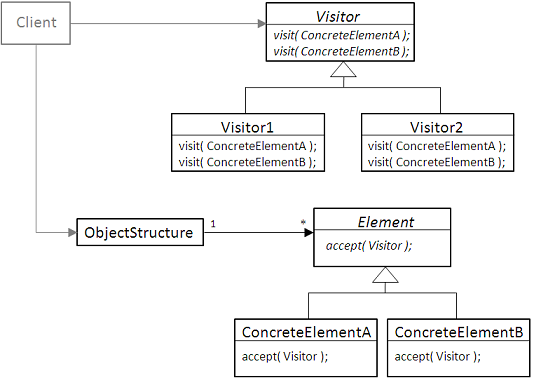 Client
Visitor
visit( ConcreteElementA );
visit( ConcreteElementB );
Visitor1
visit( ConcreteElementA );
visit( ConcreteElementB );
Visitor2
visit( ConcreteElementA );
visit( ConcreteElementB );
ObjectStructure
1
*
Element
accept( Visitor );
ConcreteElementA
accept( Visitor );
ConcreteElementB
accept( Visitor );